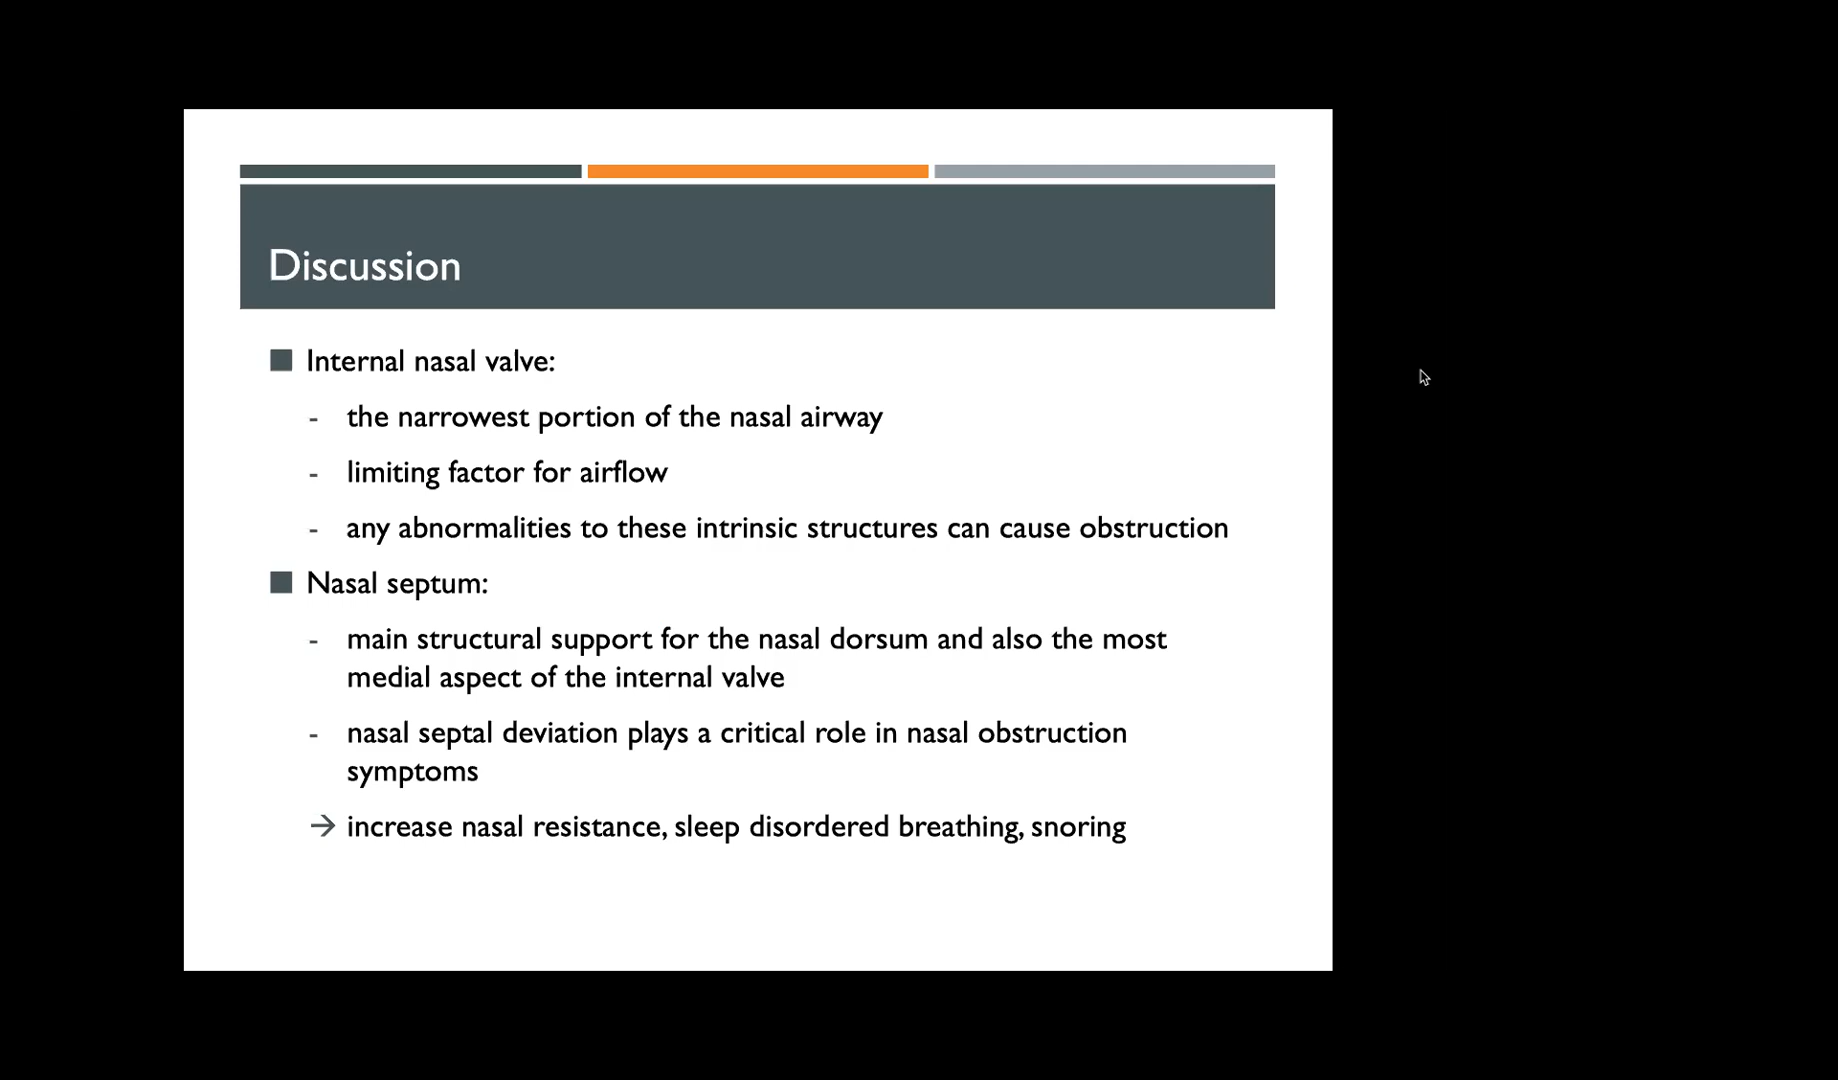 Discussion
Internal nasal valve:
- the narrowest portion of the nasal airway
- limiting factor for airflow
- any abnormalities to these intrinsic structures can cause obstruction
Nasal septum:
- main structural support for the nasal dorsum and also the most
medial aspect of the internal valve
- nasal septal deviation plays a critical role in nasal obstruction
symptoms
→ increase nasal resistance, sleep disordered breathing, snoring